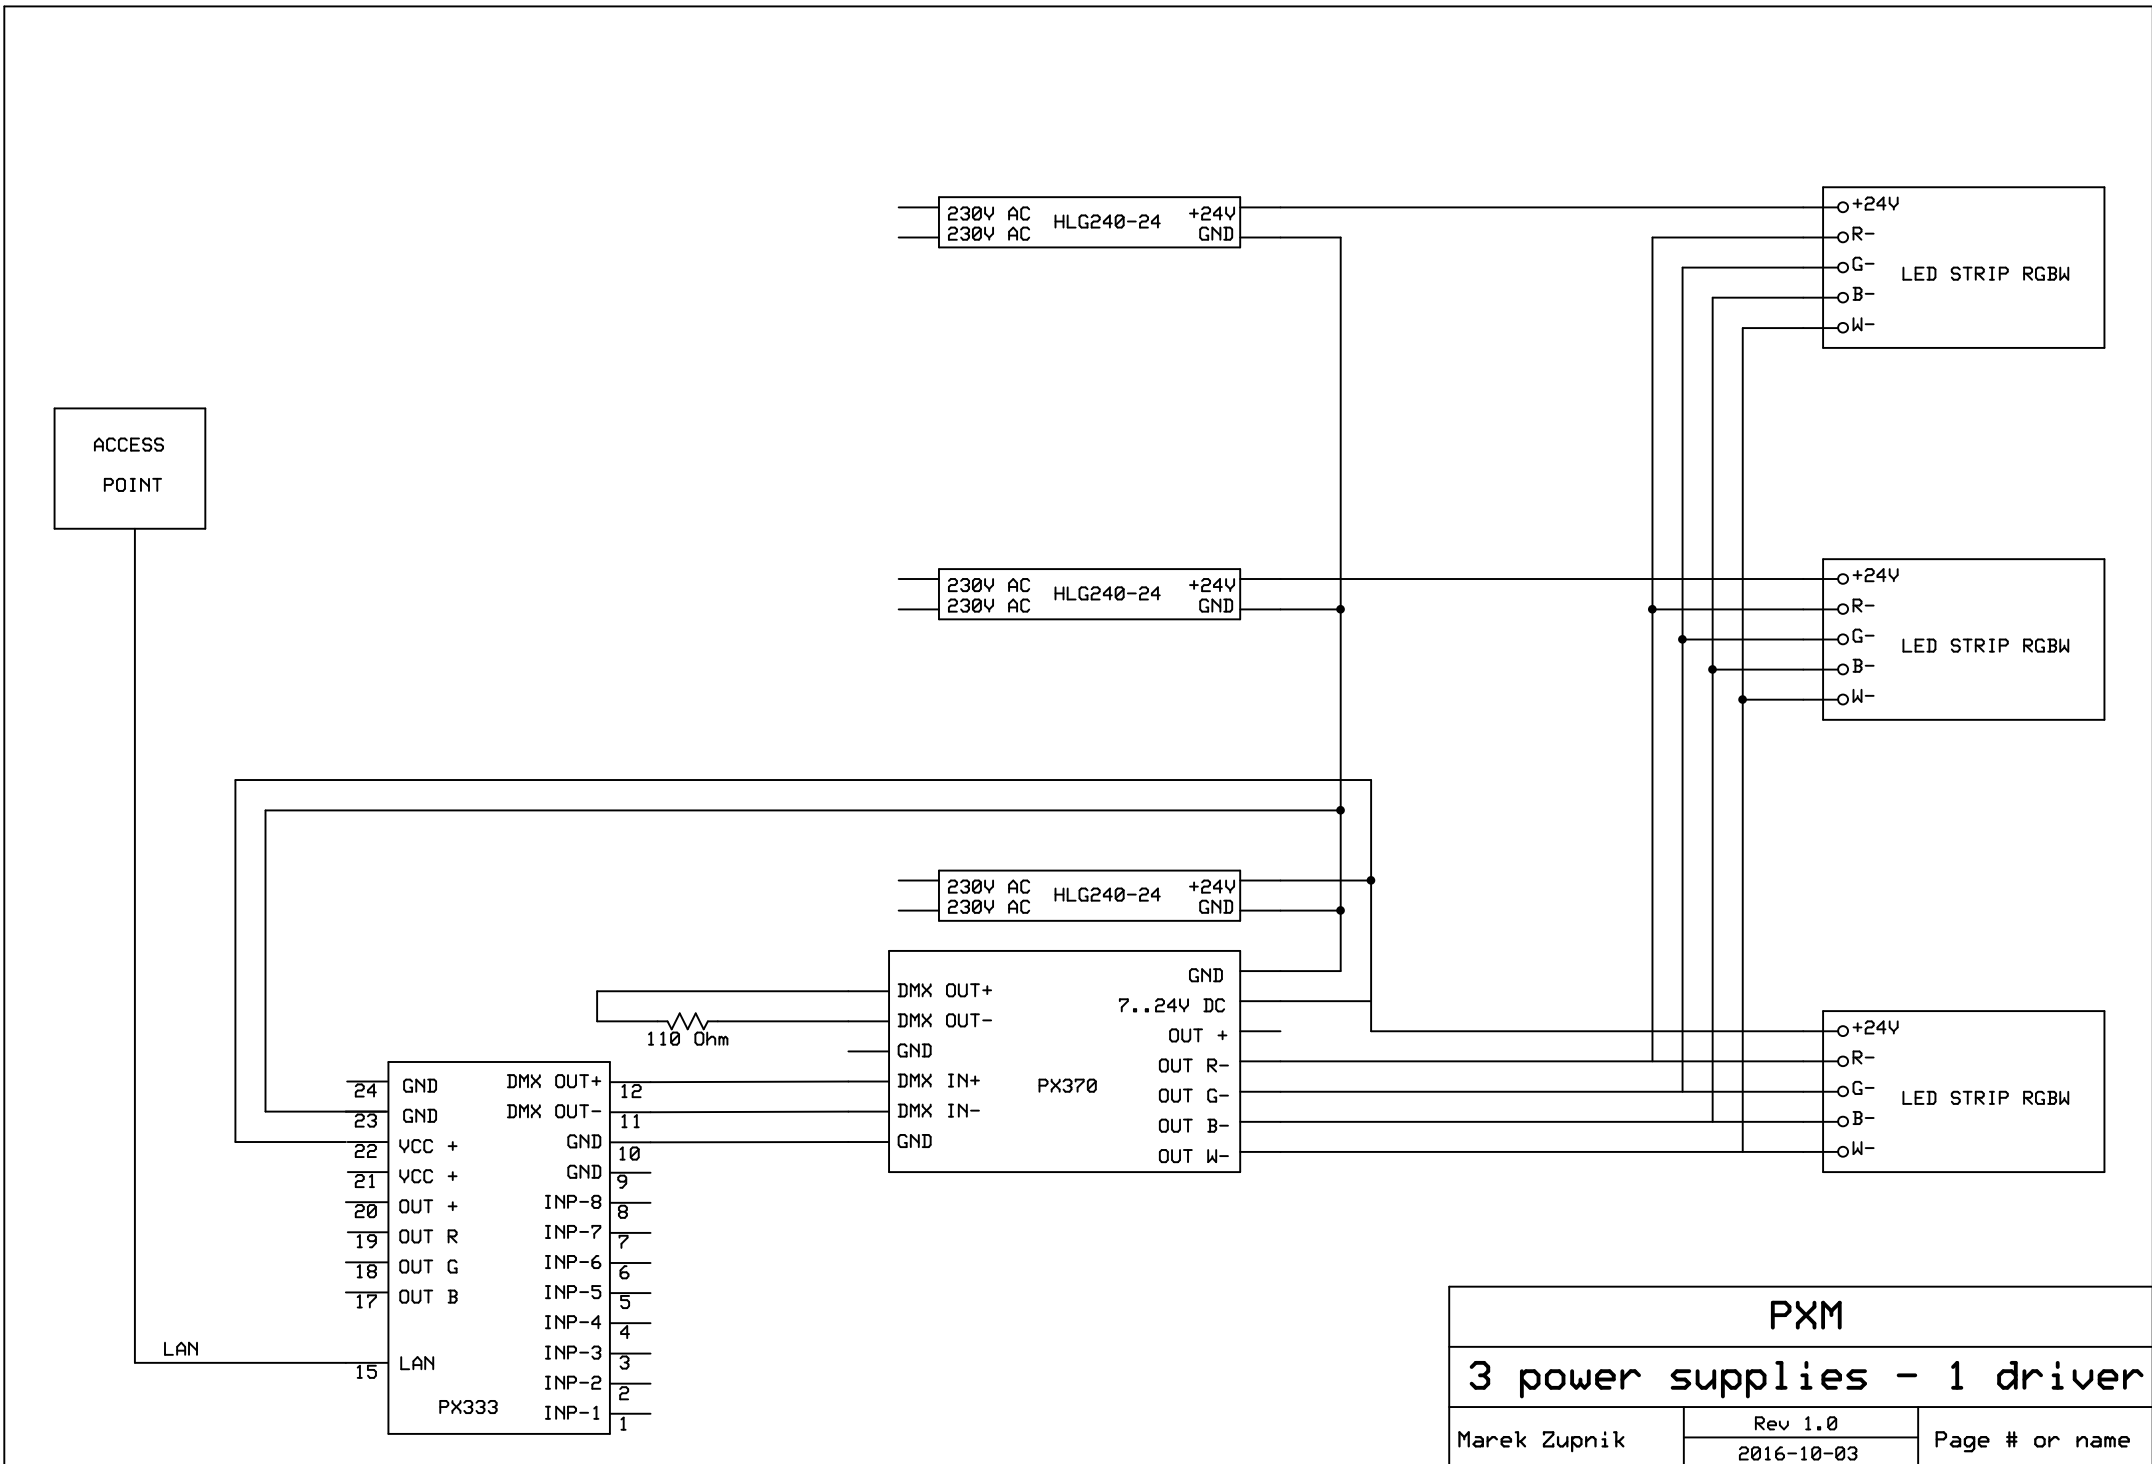 230V AC HLG240-24 +24V
230V AC GND
+24V
R-
G-
LED STRIP RGBW
B-
W-
ACCESS
POINT
230V AC HLG240-24 +24V
230V AC GND
+24V
R-
G-
LED STRIP RGBW
B-
W-
230V AC HLG240-24 +24V
230V AC GND
DMX OUT+
DMX OUT-
GND
DMX IN+
DMX IN-
GND
PX370
GND
7..24V DC
OUT +
OUT R-
OUT G-
OUT B-
OUT W-
110 Ohm
+24V
R-
G-
LED STRIP RGBW
B-
W-
24 GND DMX OUT+ 12
23 GND DMX OUT- 11
22 VCC + GND 10
21 VCC + GND 9
20 OUT + INP-8 8
19 OUT R INP-7 7
18 OUT G INP-6 6
17 OUT B INP-5 5
INP-4 4
LAN
15 LAN INP-3 3
INP-2 2
PX333 INP-1 1
PXM
3 power supplies - 1 driver
Marek Zupnik
Rev 1.0
2016-10-03
Page # or name